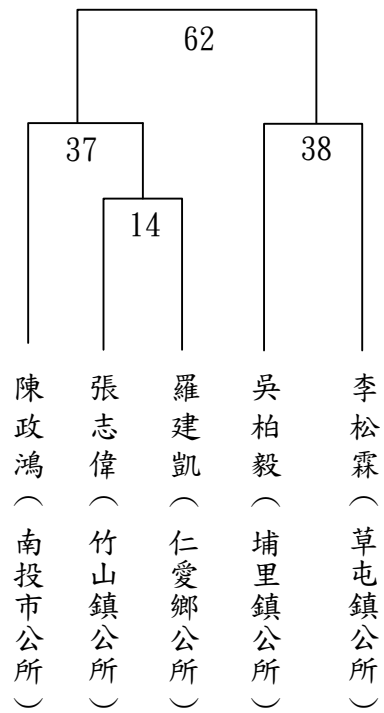 62
37
38
14
陳政鴻（南投市公所）
張志偉（竹山鎮公所）
羅建凱（仁愛鄉公所）
吳柏毅（埔里鎮公所）
李松霖（草屯鎮公所）